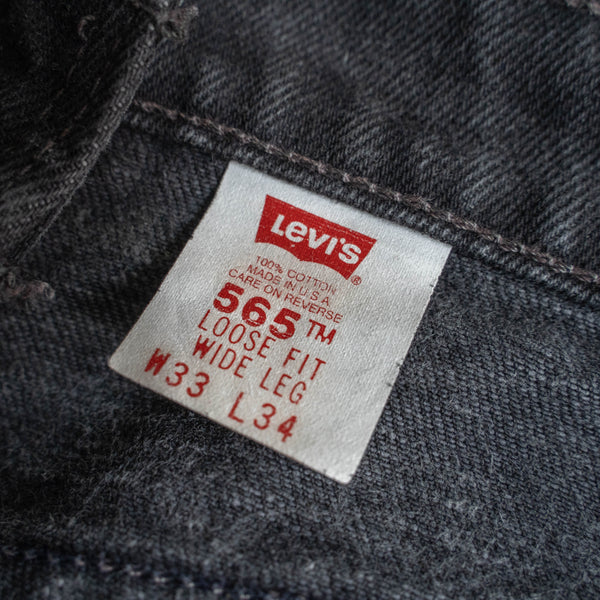 Levi's
®
100% COTTON
MADE IN U.S.A
CARE ON REVERSE
565™
LOOSE FIT
WIDE LEG
W33 L34